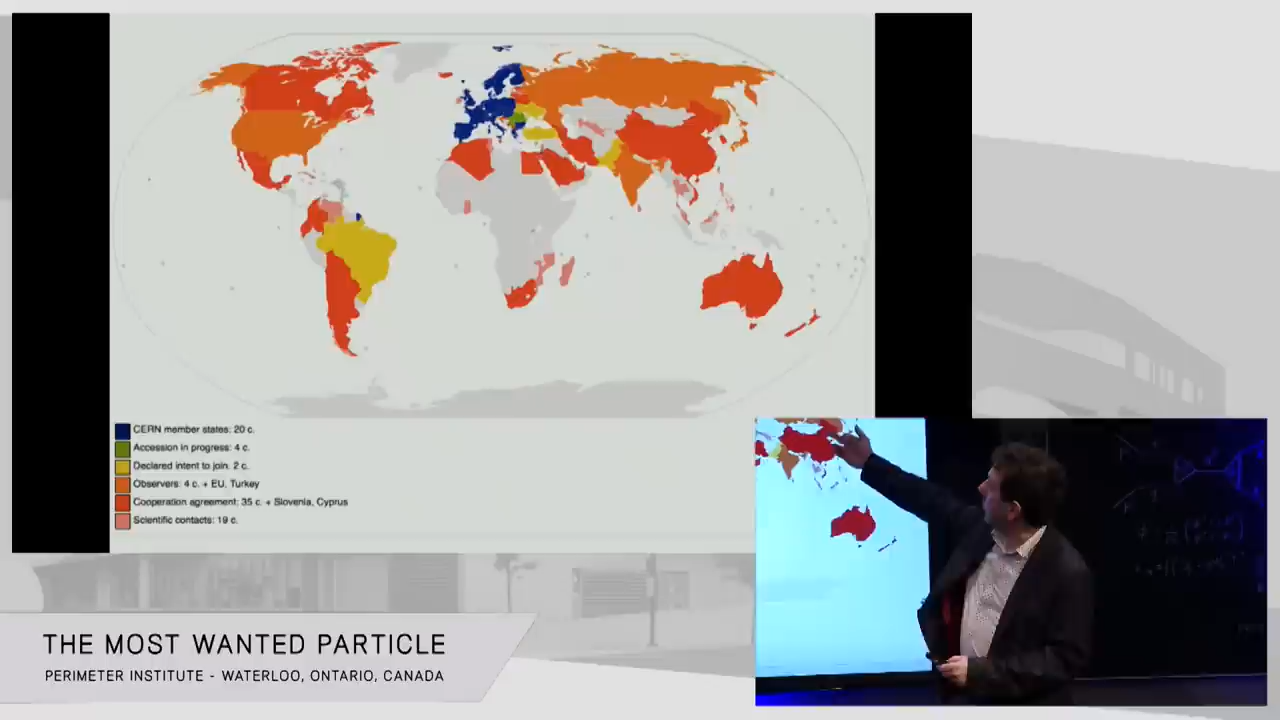 CERN member states: 20 c.
Accession in progress: 4 c.
Declared intent to join: 2 c.
Observers: 4 c. + EU, Turkey
Cooperation agreement: 35 c. + Slovenia, Cyprus
Scientific contacts: 19 c.
THE MOST WANTED PARTICLE
PERIMETER INSTITUTE - WATERLOO, ONTARIO, CANADA